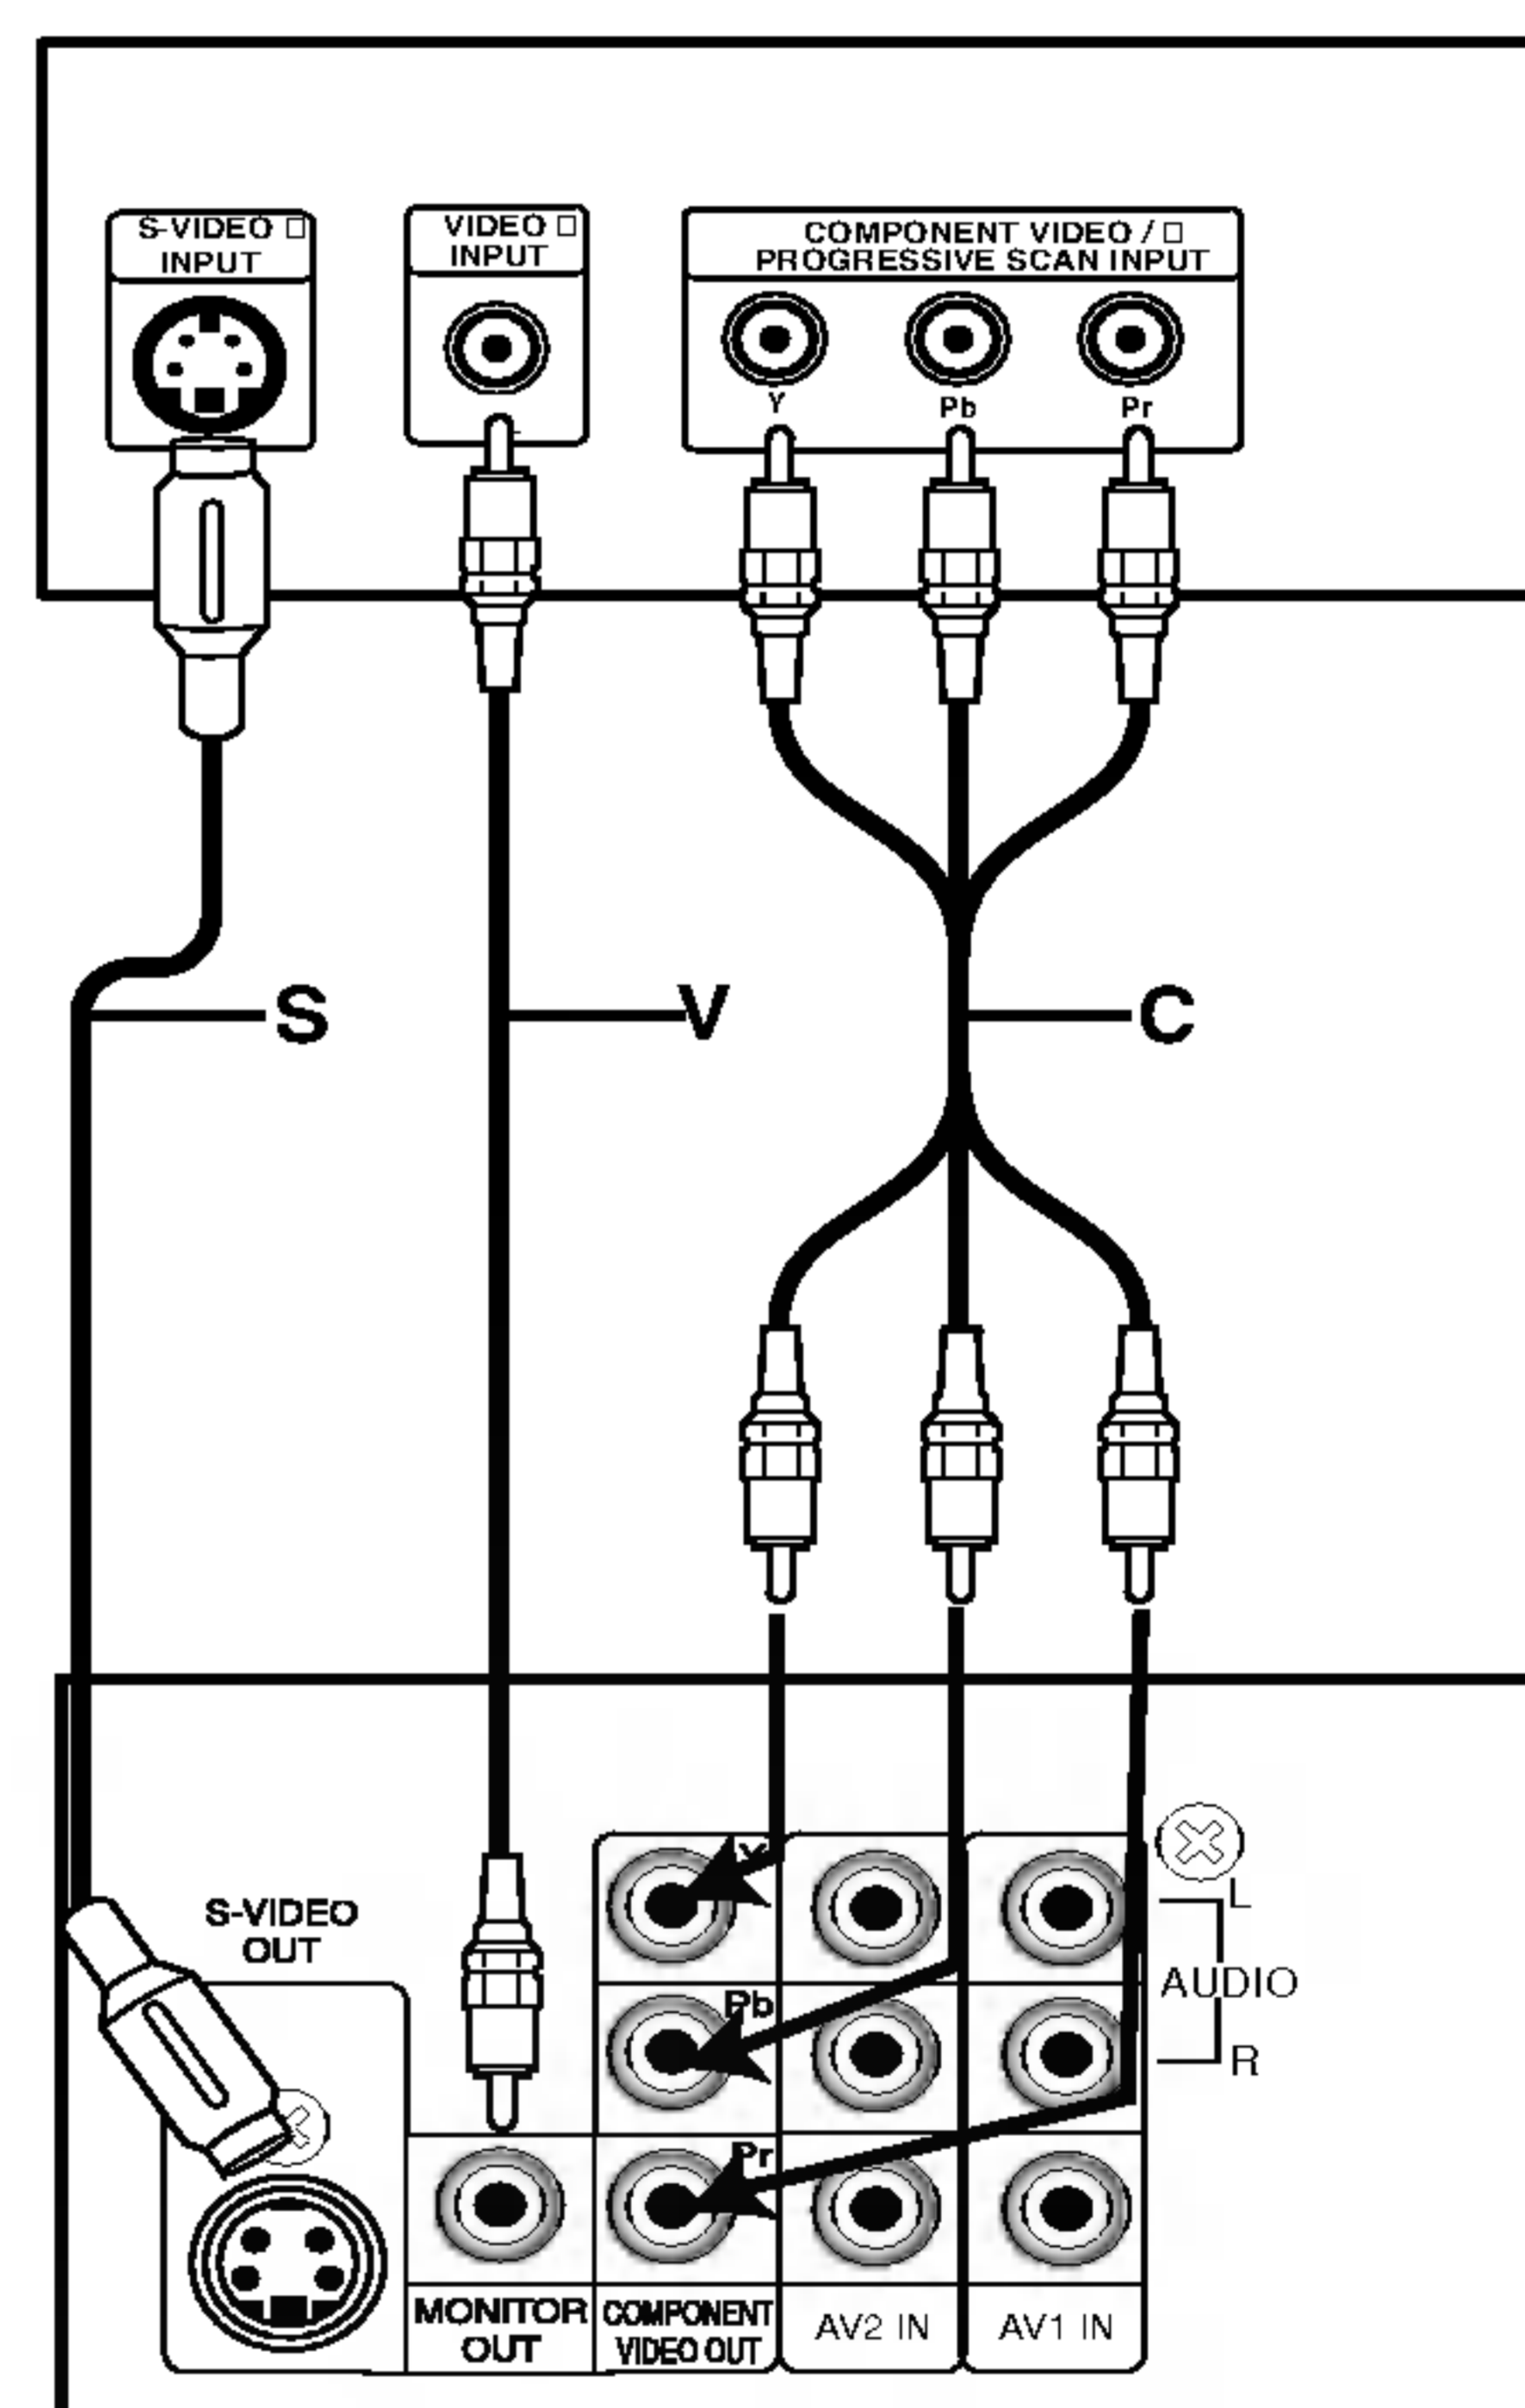 S-VIDEO □
INPUT
VIDEO □
INPUT
COMPONENT VIDEO / □
PROGRESSIVE SCAN INPUT
Y
Pb
Pr
S
V
C
Y
L
S-VIDEO
OUT
AUDIO
Pb
R
Pr
MONITOR
OUT
COMPONENT
VIDEO OUT
AV2 IN
AV1 IN